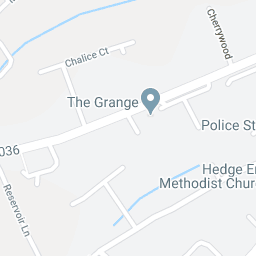 Cherrywood
Chalice Ct
The Grange
Police St
036
Hedge En
Methodist Churc
Reservoir Ln